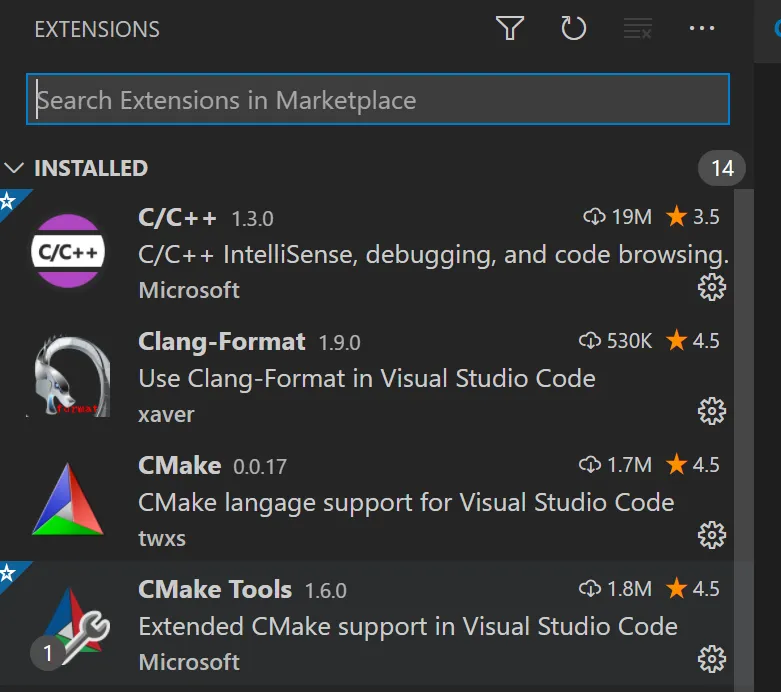 EXTENSIONS
Search Extensions in Marketplace
INSTALLED 14
C/C++
C/C++ 1.3.0 19M 3.5
C/C++ IntelliSense, debugging, and code browsing.
Microsoft
format
Clang-Format 1.9.0 530K 4.5
Use Clang-Format in Visual Studio Code
xaver
CMake 0.0.17 1.7M 4.5
CMake langage support for Visual Studio Code
twxs
CMake Tools 1.6.0 1.8M 4.5
Extended CMake support in Visual Studio Code
1
Microsoft